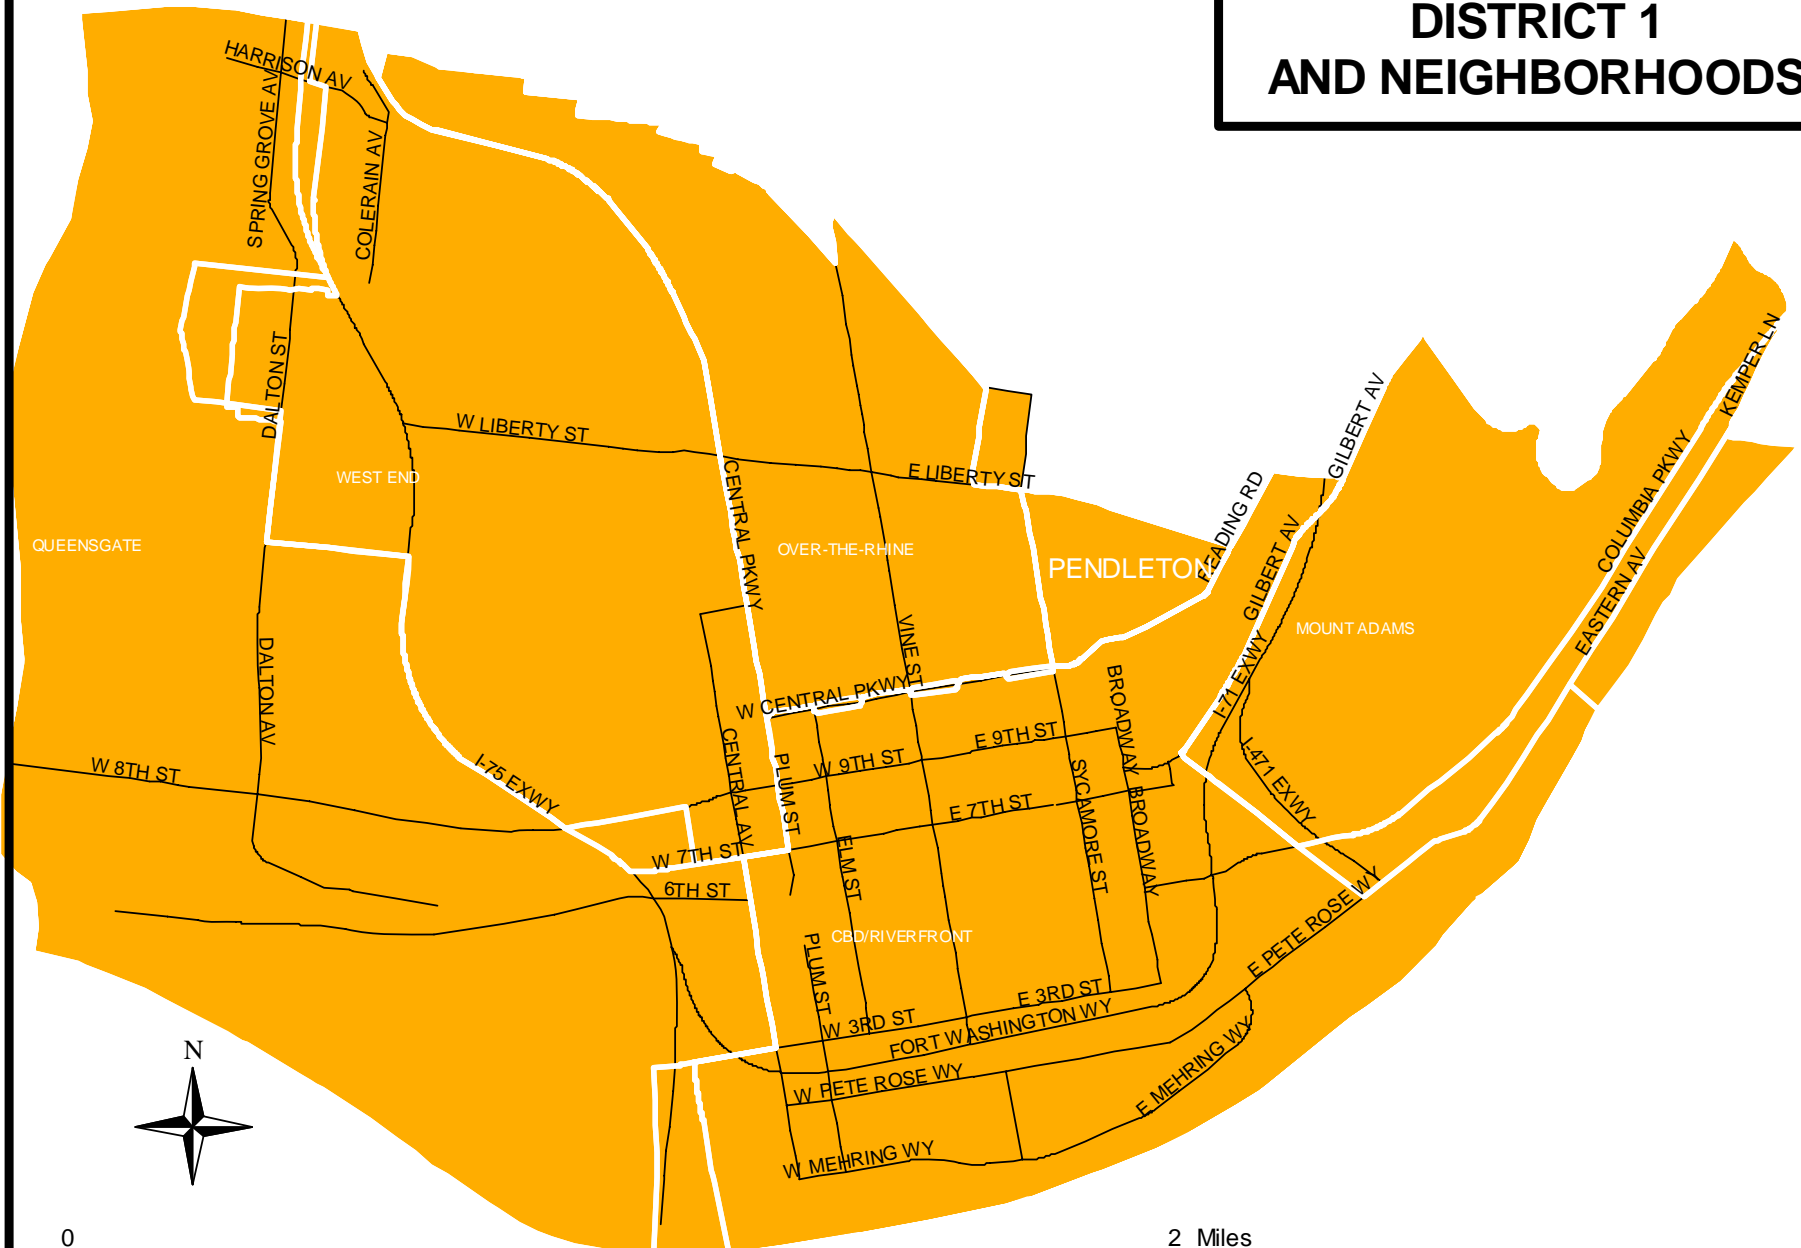 DISTRICT 1
AND NEIGHBORHOODS
HARRISON AV
SPRING GROVE AV
COLERAIN AV
DALTON ST
W LIBERTY ST
E LIBERTY ST
WEST END
QUEENSGATE
CENTRAL PKWY
OVER-THE-RHINE
PENDLETON
READING RD
GILBERT AV
GILBERT AV
KEMPER LN
COLUMBIA PKWY
EASTERN AV
MOUNT ADAMS
I-71 EXWY
I-471 EXWY
VINE ST
W CENTRAL PKWY
DALTON AV
W 8TH ST
I-75 EXWY
CENTRAL AV
PLUM ST
W 9TH ST
E 9TH ST
BROADWAY
BROADWAY
SYCAMORE ST
E 7TH ST
W 7TH ST
6TH ST
ELM ST
CBD/RIVERFRONT
PLUM ST
W 3RD ST
E 3RD ST
FORT WASHINGTON WY
E PETE ROSE WY
W PETE ROSE WY
E MEHRING WY
W MEHRING WY
N
0
2 Miles